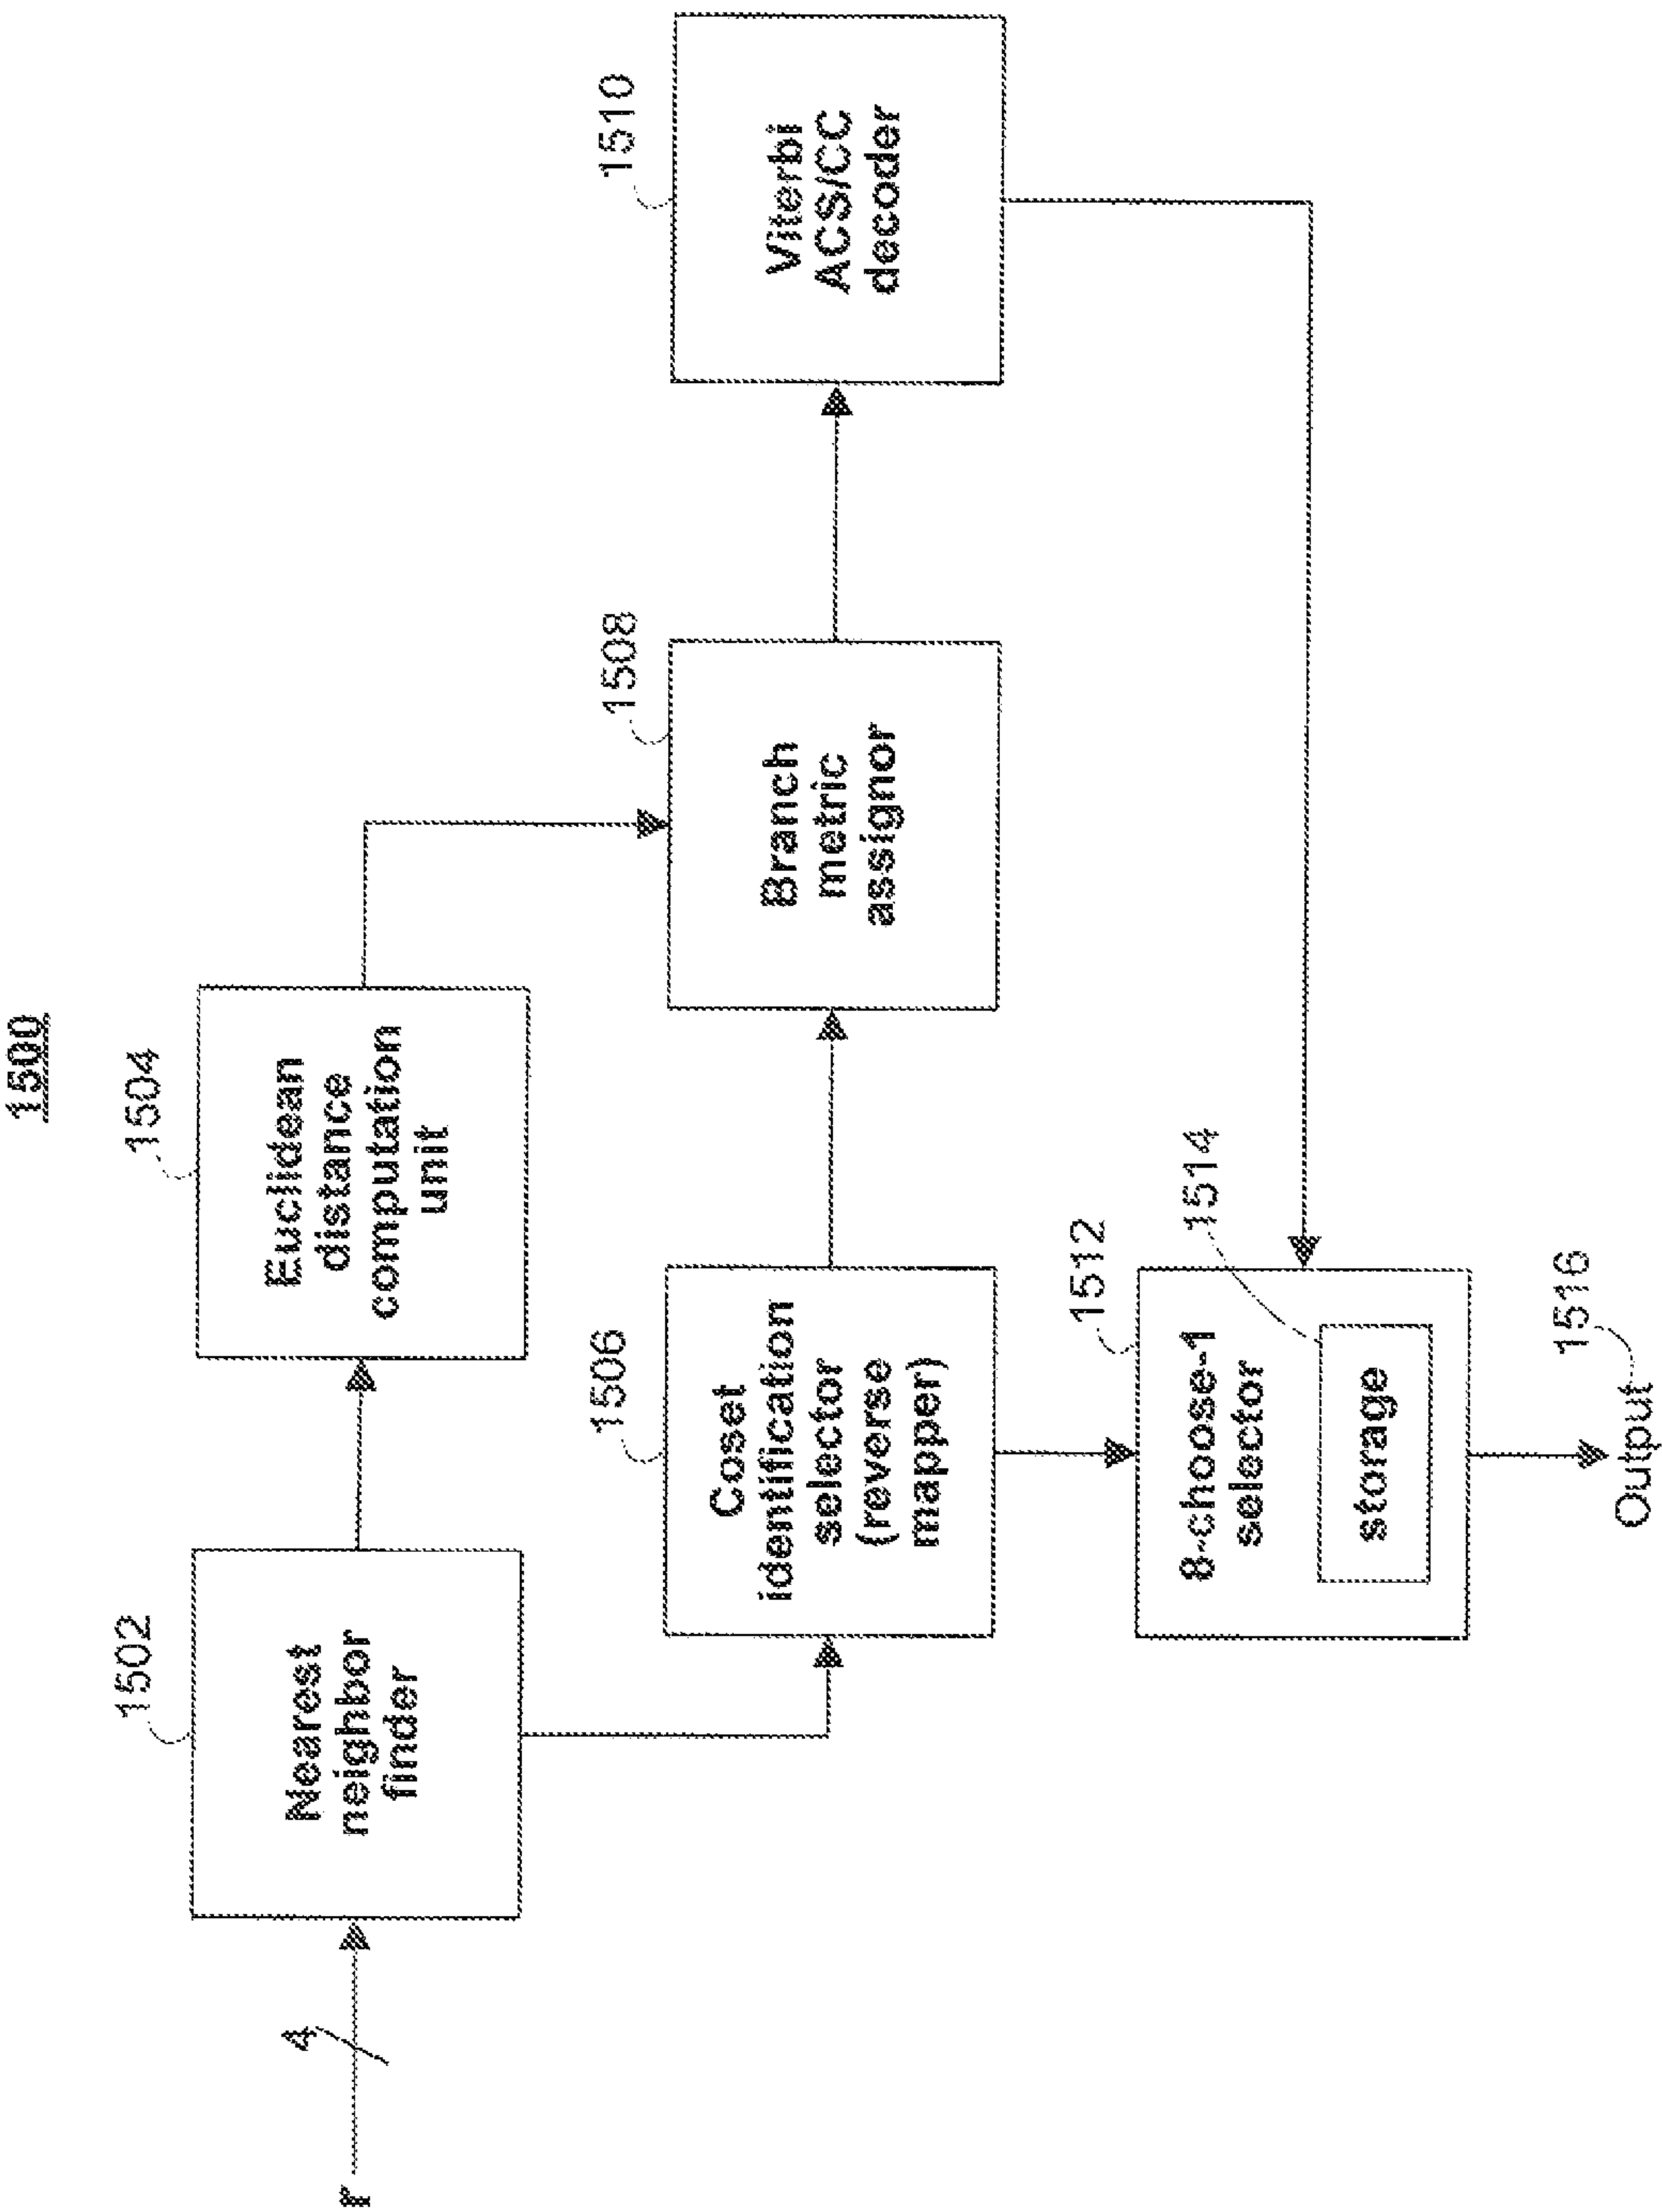 1500
r
4
1502
Nearest
neighbor
finder
1504
Euclidean
distance
computation
unit
1506
Coset
identification
selector
(reverse
mapper)
1508
Branch
metric
assignor
1510
Viterbi
ACS/CC
decoder
1512
8-choose-1
selector
1514
storage
Output
1516